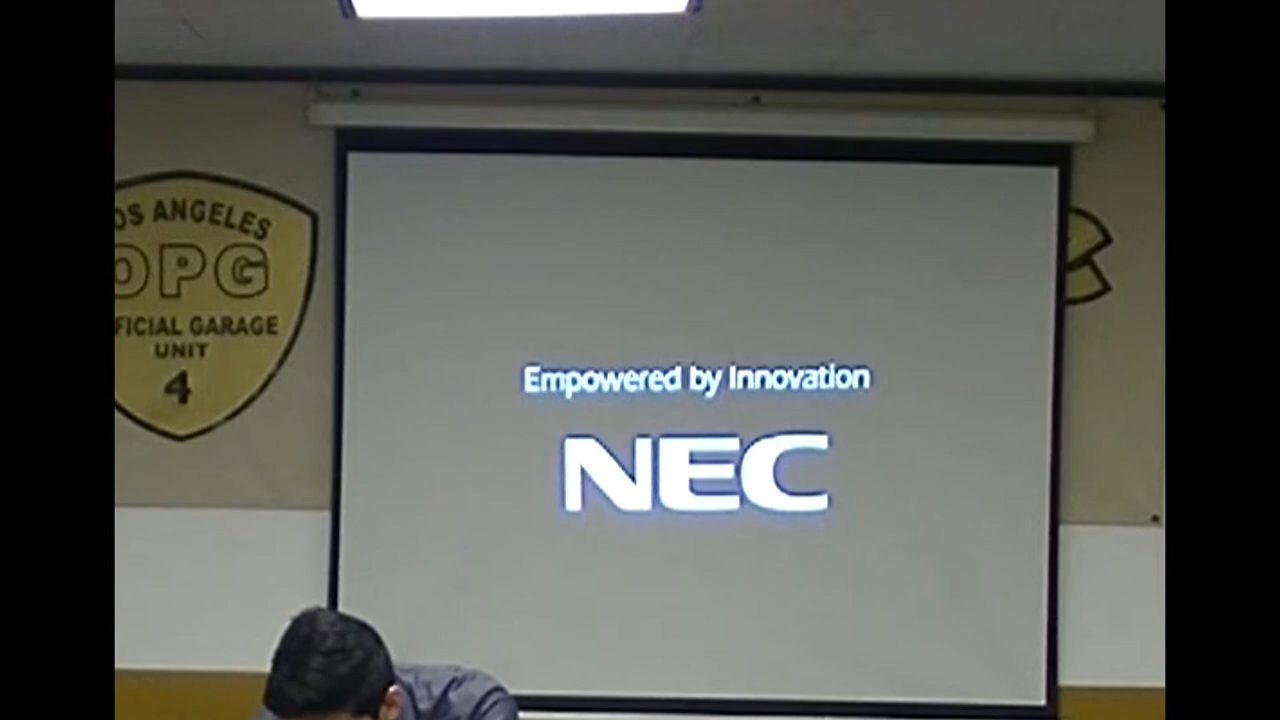 OS ANGELES
OPG
FICIAL GARAGE
UNIT
4
Empowered by Innovation
NEC